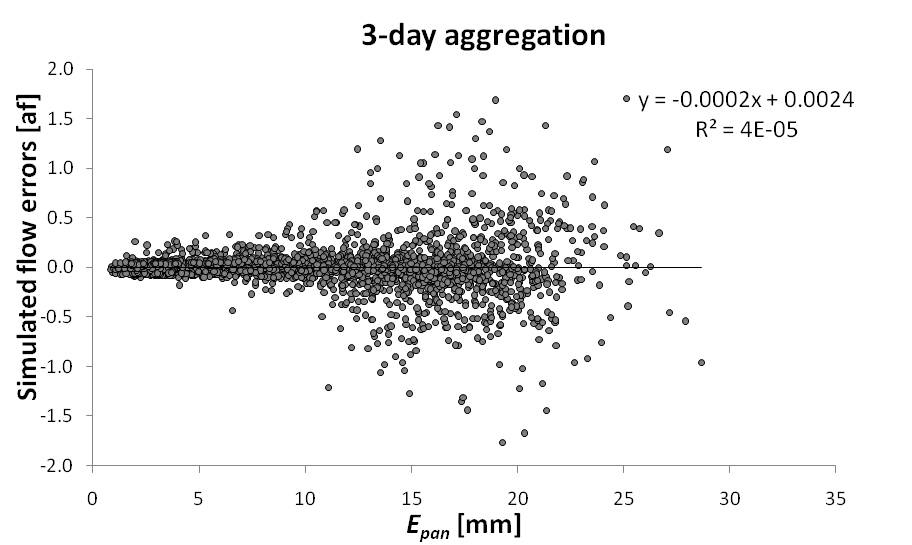 3-day aggregation
2.0
1.5
1.0
0.5
0.0
-0.5
-1.0
-1.5
-2.0
Simulated flow errors [af]
y = -0.0002x + 0.0024
R² = 4E-05
0 5 10 15 20 25 30 35
Epan [mm]